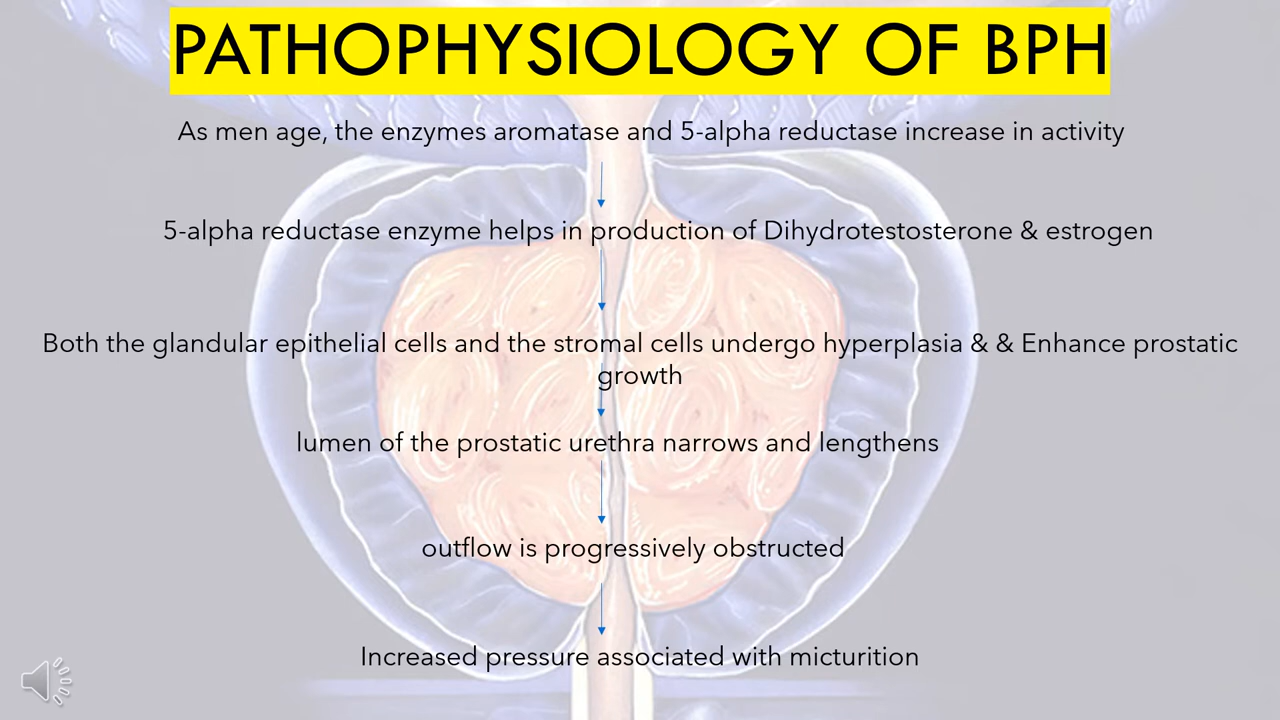 PATHOPHYSIOLOGY OF BPH
As men age, the enzymes aromatase and 5-alpha reductase increase in activity
5-alpha reductase enzyme helps in production of Dihydrotestosterone & estrogen
Both the glandular epithelial cells and the stromal cells undergo hyperplasia & & Enhance prostatic
growth
lumen of the prostatic urethra narrows and lengthens
outflow is progressively obstructed
Increased pressure associated with micturition